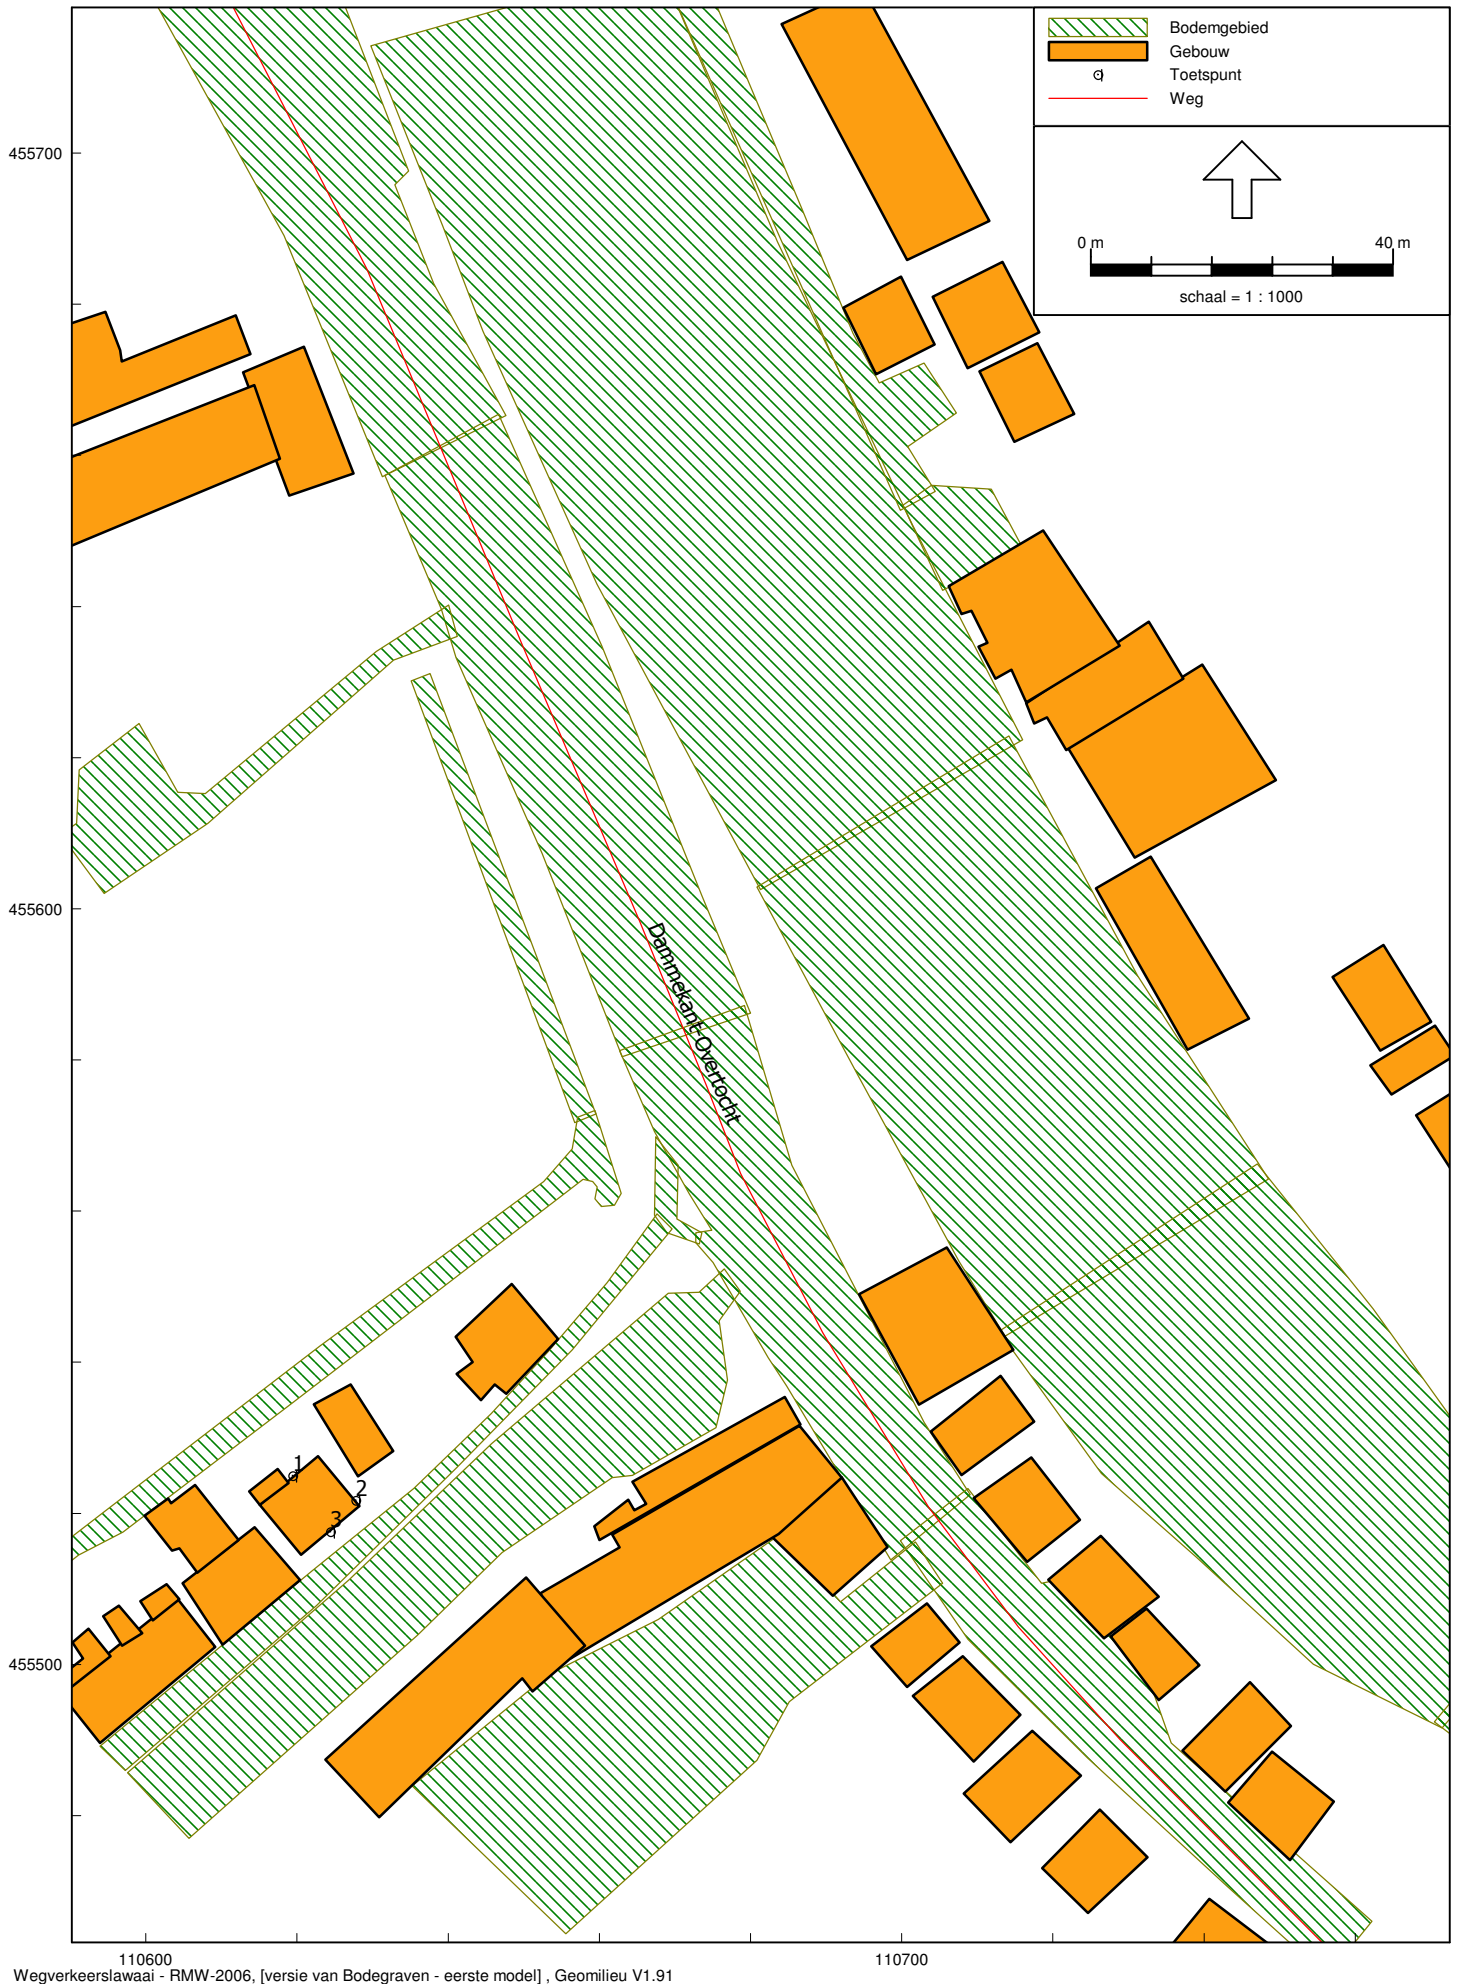 Bodemgebied
Gebouw
Toetspunt
Weg
0 m 40 m
schaal = 1 : 1000
455700
455600
Dammekant-Overtocht
1
2
3
455500
110600 110700
Wegverkeerslawaai - RMW-2006, [versie van Bodegraven - eerste model] , Geomilieu V1.91